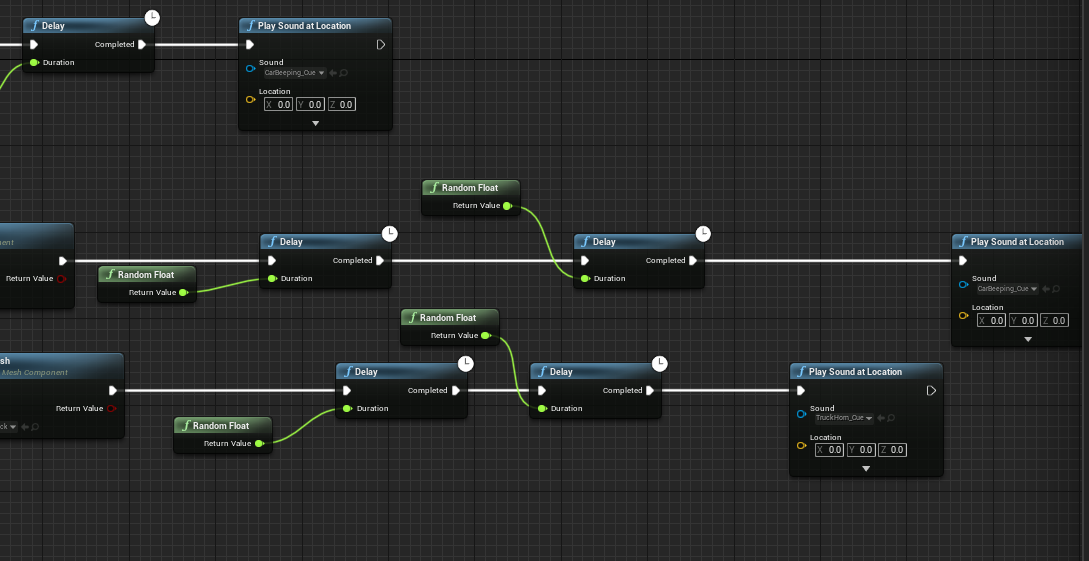 Delay
Completed
Duration
Play Sound at Location
Sound
CarBeeping_Cue
Location
X 0.0 Y 0.0 Z 0.0
Random Float
Return Value
Return Value
Random Float
Return Value
Delay
Completed
Duration
Delay
Completed
Duration
Play Sound at Location
Sound
CarBeeping_Cue
Location
X 0.0 Y 0.0 Z 0.0
Random Float
Return Value
sh
Mesh Component
Return Value
ck
Random Float
Return Value
Delay
Completed
Duration
Delay
Completed
Duration
Play Sound at Location
Sound
TruckHorn_Cue
Location
X 0.0 Y 0.0 Z 0.0